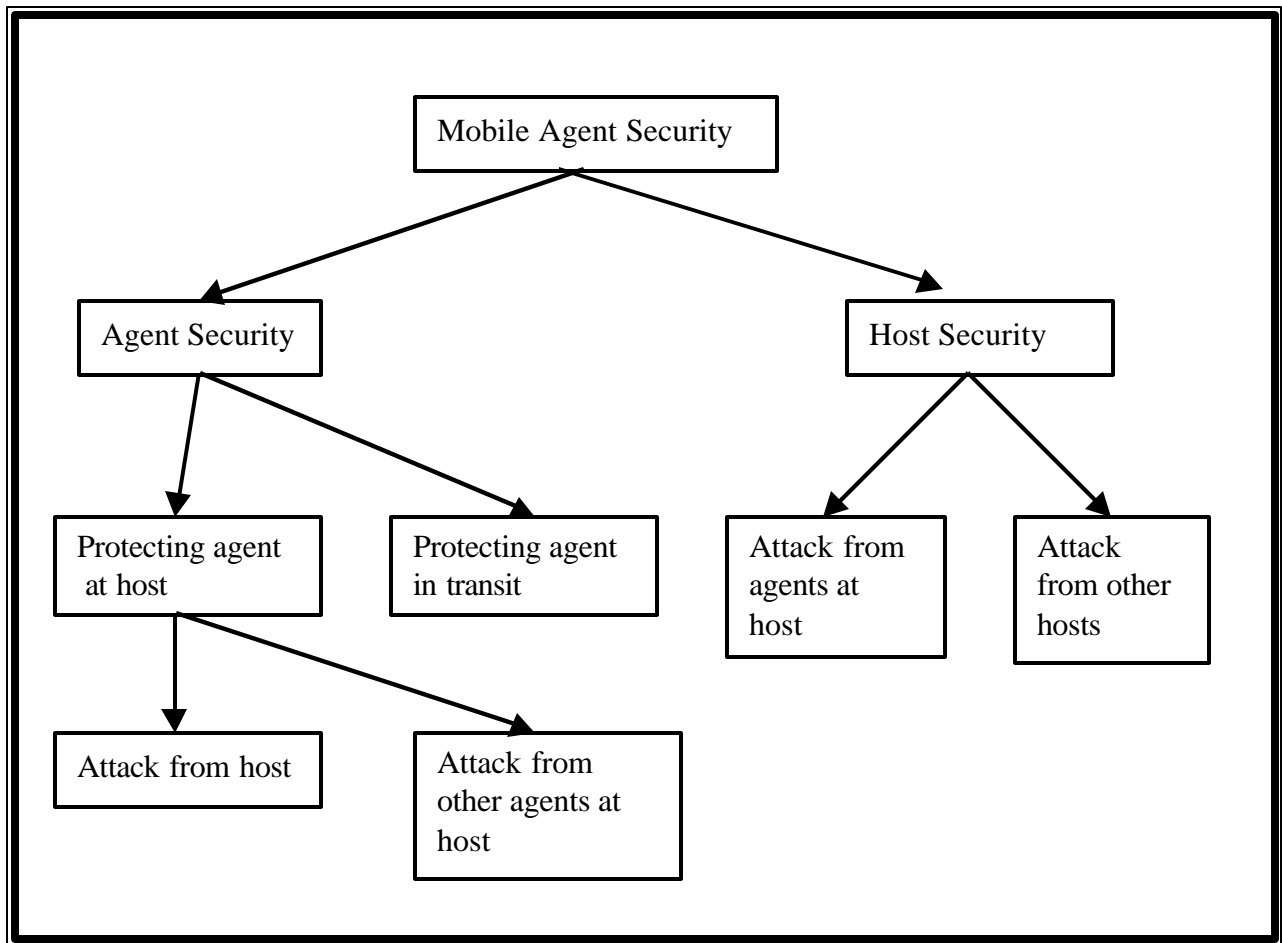 Mobile Agent Security
Agent Security
Host Security
Protecting agent
at host
Protecting agent
in transit
Attack from
agents at
host
Attack
from other
hosts
Attack from host
Attack from
other agents at
host